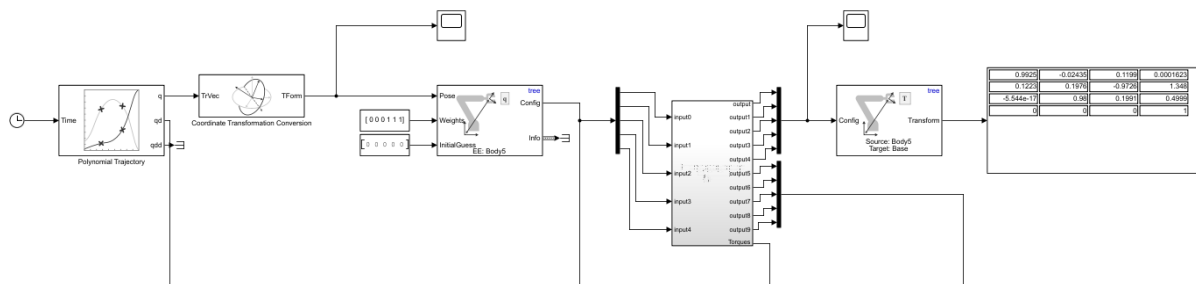 Time
q
qd
qdd
Polynomial Trajectory
TrVec
TForm
Coordinate Transformation Conversion
[ 0 0 0 1 1 1]
[ 0 0 0 0 0 ]
tree
Pose
Weights
InitialGuess
q
Config
Info
EE: Body5
input0
input1
input2
input3
input4
output
output1
output2
output3
output4
output5
output6
output7
output8
output9
Torques
tree
Config
T
Transform
Source: Body5
Target: Base
0.9925 -0.02435 0.1199 0.0001623
0.1223 0.1976 -0.9726 1.348
-5.544e-17 0.98 0.1991 0.4999
0 0 0 1